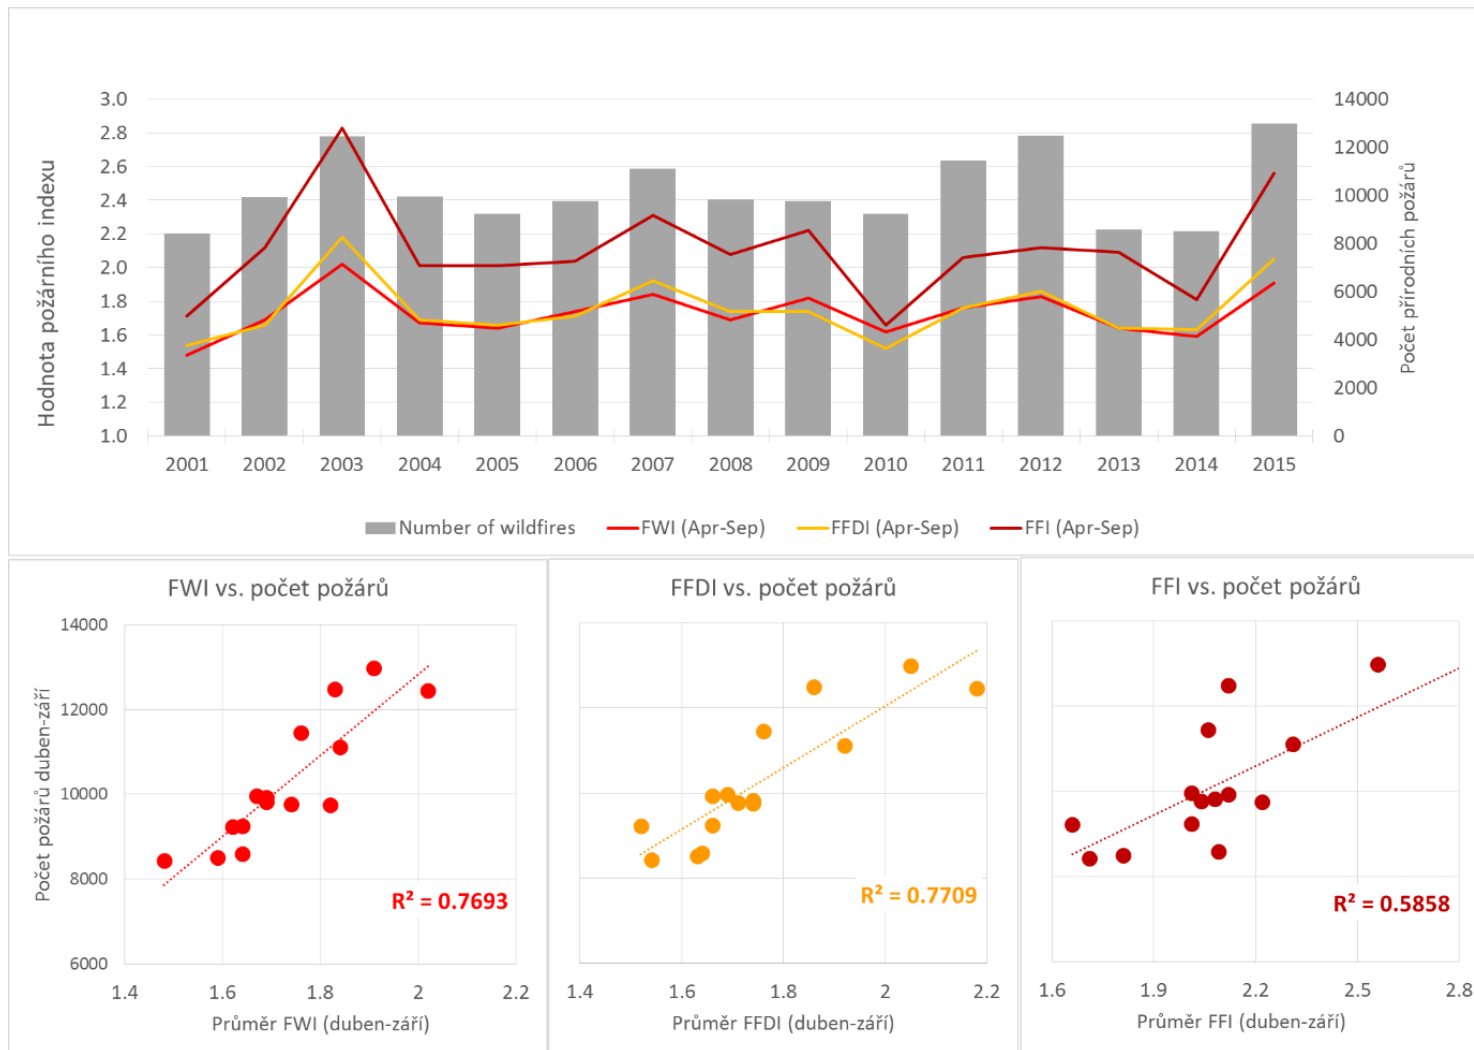 3.0
2.8
2.6
2.4
2.2
2.0
1.8
1.6
1.4
1.2
1.0
Hodnota požárního indexu
14000
12000
10000
8000
6000
4000
2000
0
Počet přírodních požárů
2001 2002 2003 2004 2005 2006 2007 2008 2009 2010 2011 2012 2013 2014 2015
Number of wildfires FWI (Apr-Sep) FFDI (Apr-Sep) FFI (Apr-Sep)
FWI vs. počet požárů
14000
12000
10000
8000
6000
Počet požárů duben-září
R² = 0.7693
1.4 1.6 1.8 2 2.2
Průměr FWI (duben-září)
FFDI vs. počet požárů
R² = 0.7709
1.4 1.6 1.8 2 2.2
Průměr FFDI (duben-září)
FFI vs. počet požárů
R² = 0.5858
1.6 1.9 2.2 2.5 2.8
Průměr FFI (duben-září)